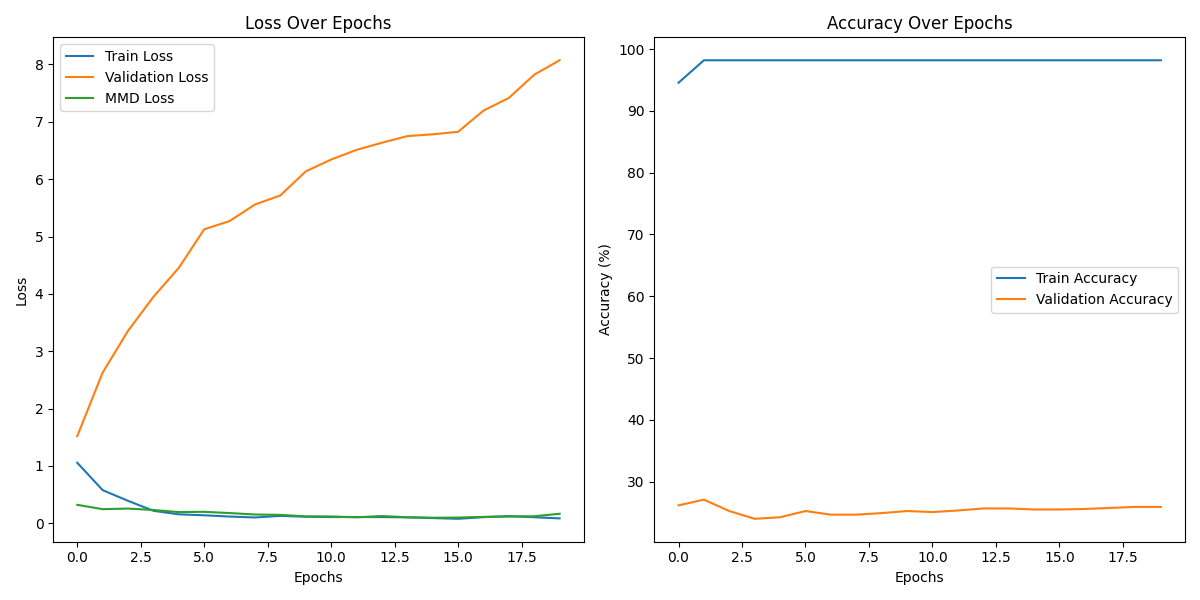 Loss Over Epochs
Train Loss
Validation Loss
MMD Loss
Loss
8
7
6
5
4
3
2
1
0
0.0 2.5 5.0 7.5 10.0 12.5 15.0 17.5
Epochs
Accuracy Over Epochs
Train Accuracy
Validation Accuracy
Accuracy (%)
100
90
80
70
60
50
40
30
0.0 2.5 5.0 7.5 10.0 12.5 15.0 17.5
Epochs